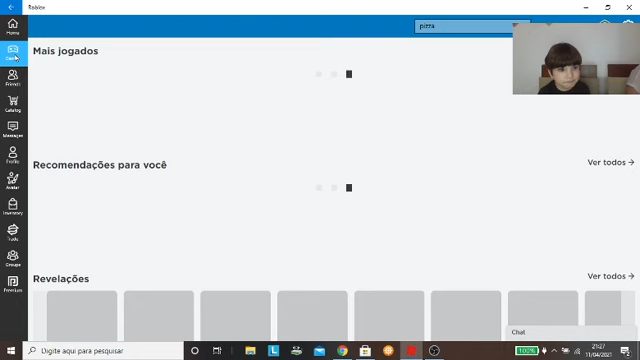 Roblox
Home
pizza
Mais jogados
Friends
Catalog
Messages
Profile
Recomendações para você
Ver todos →
Avatar
Inventory
Trade
Groups
Revelações
Ver todos →
Premium
Chat
Digite aqui para pesquisar
100%
21:27
11/04/2021